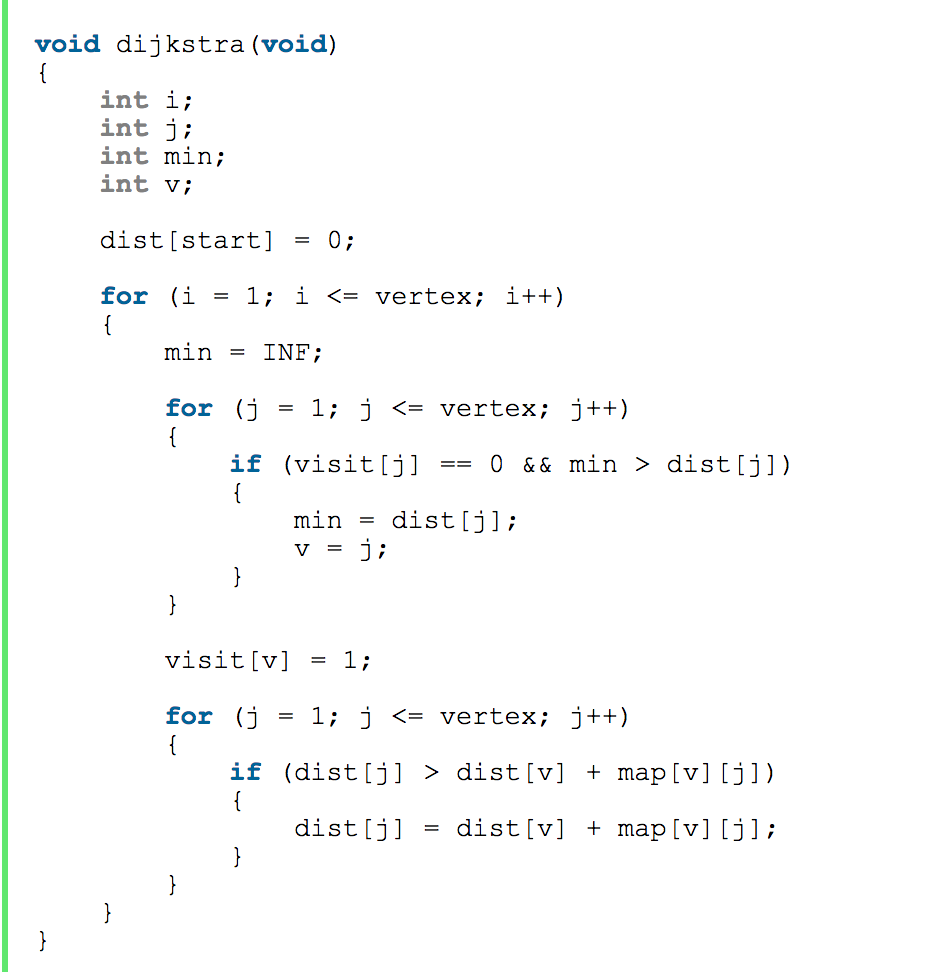 void dijkstra(void)
{
    int i;
    int j;
    int min;
    int v;

    dist[start] = 0;

    for (i = 1; i <= vertex; i++)
    {
        min = INF;

        for (j = 1; j <= vertex; j++)
        {
            if (visit[j] == 0 && min > dist[j])
            {
                min = dist[j];
                v = j;
            }
        }

        visit[v] = 1;

        for (j = 1; j <= vertex; j++)
        {
            if (dist[j] > dist[v] + map[v][j])
            {
                dist[j] = dist[v] + map[v][j];
            }
        }
    }
}